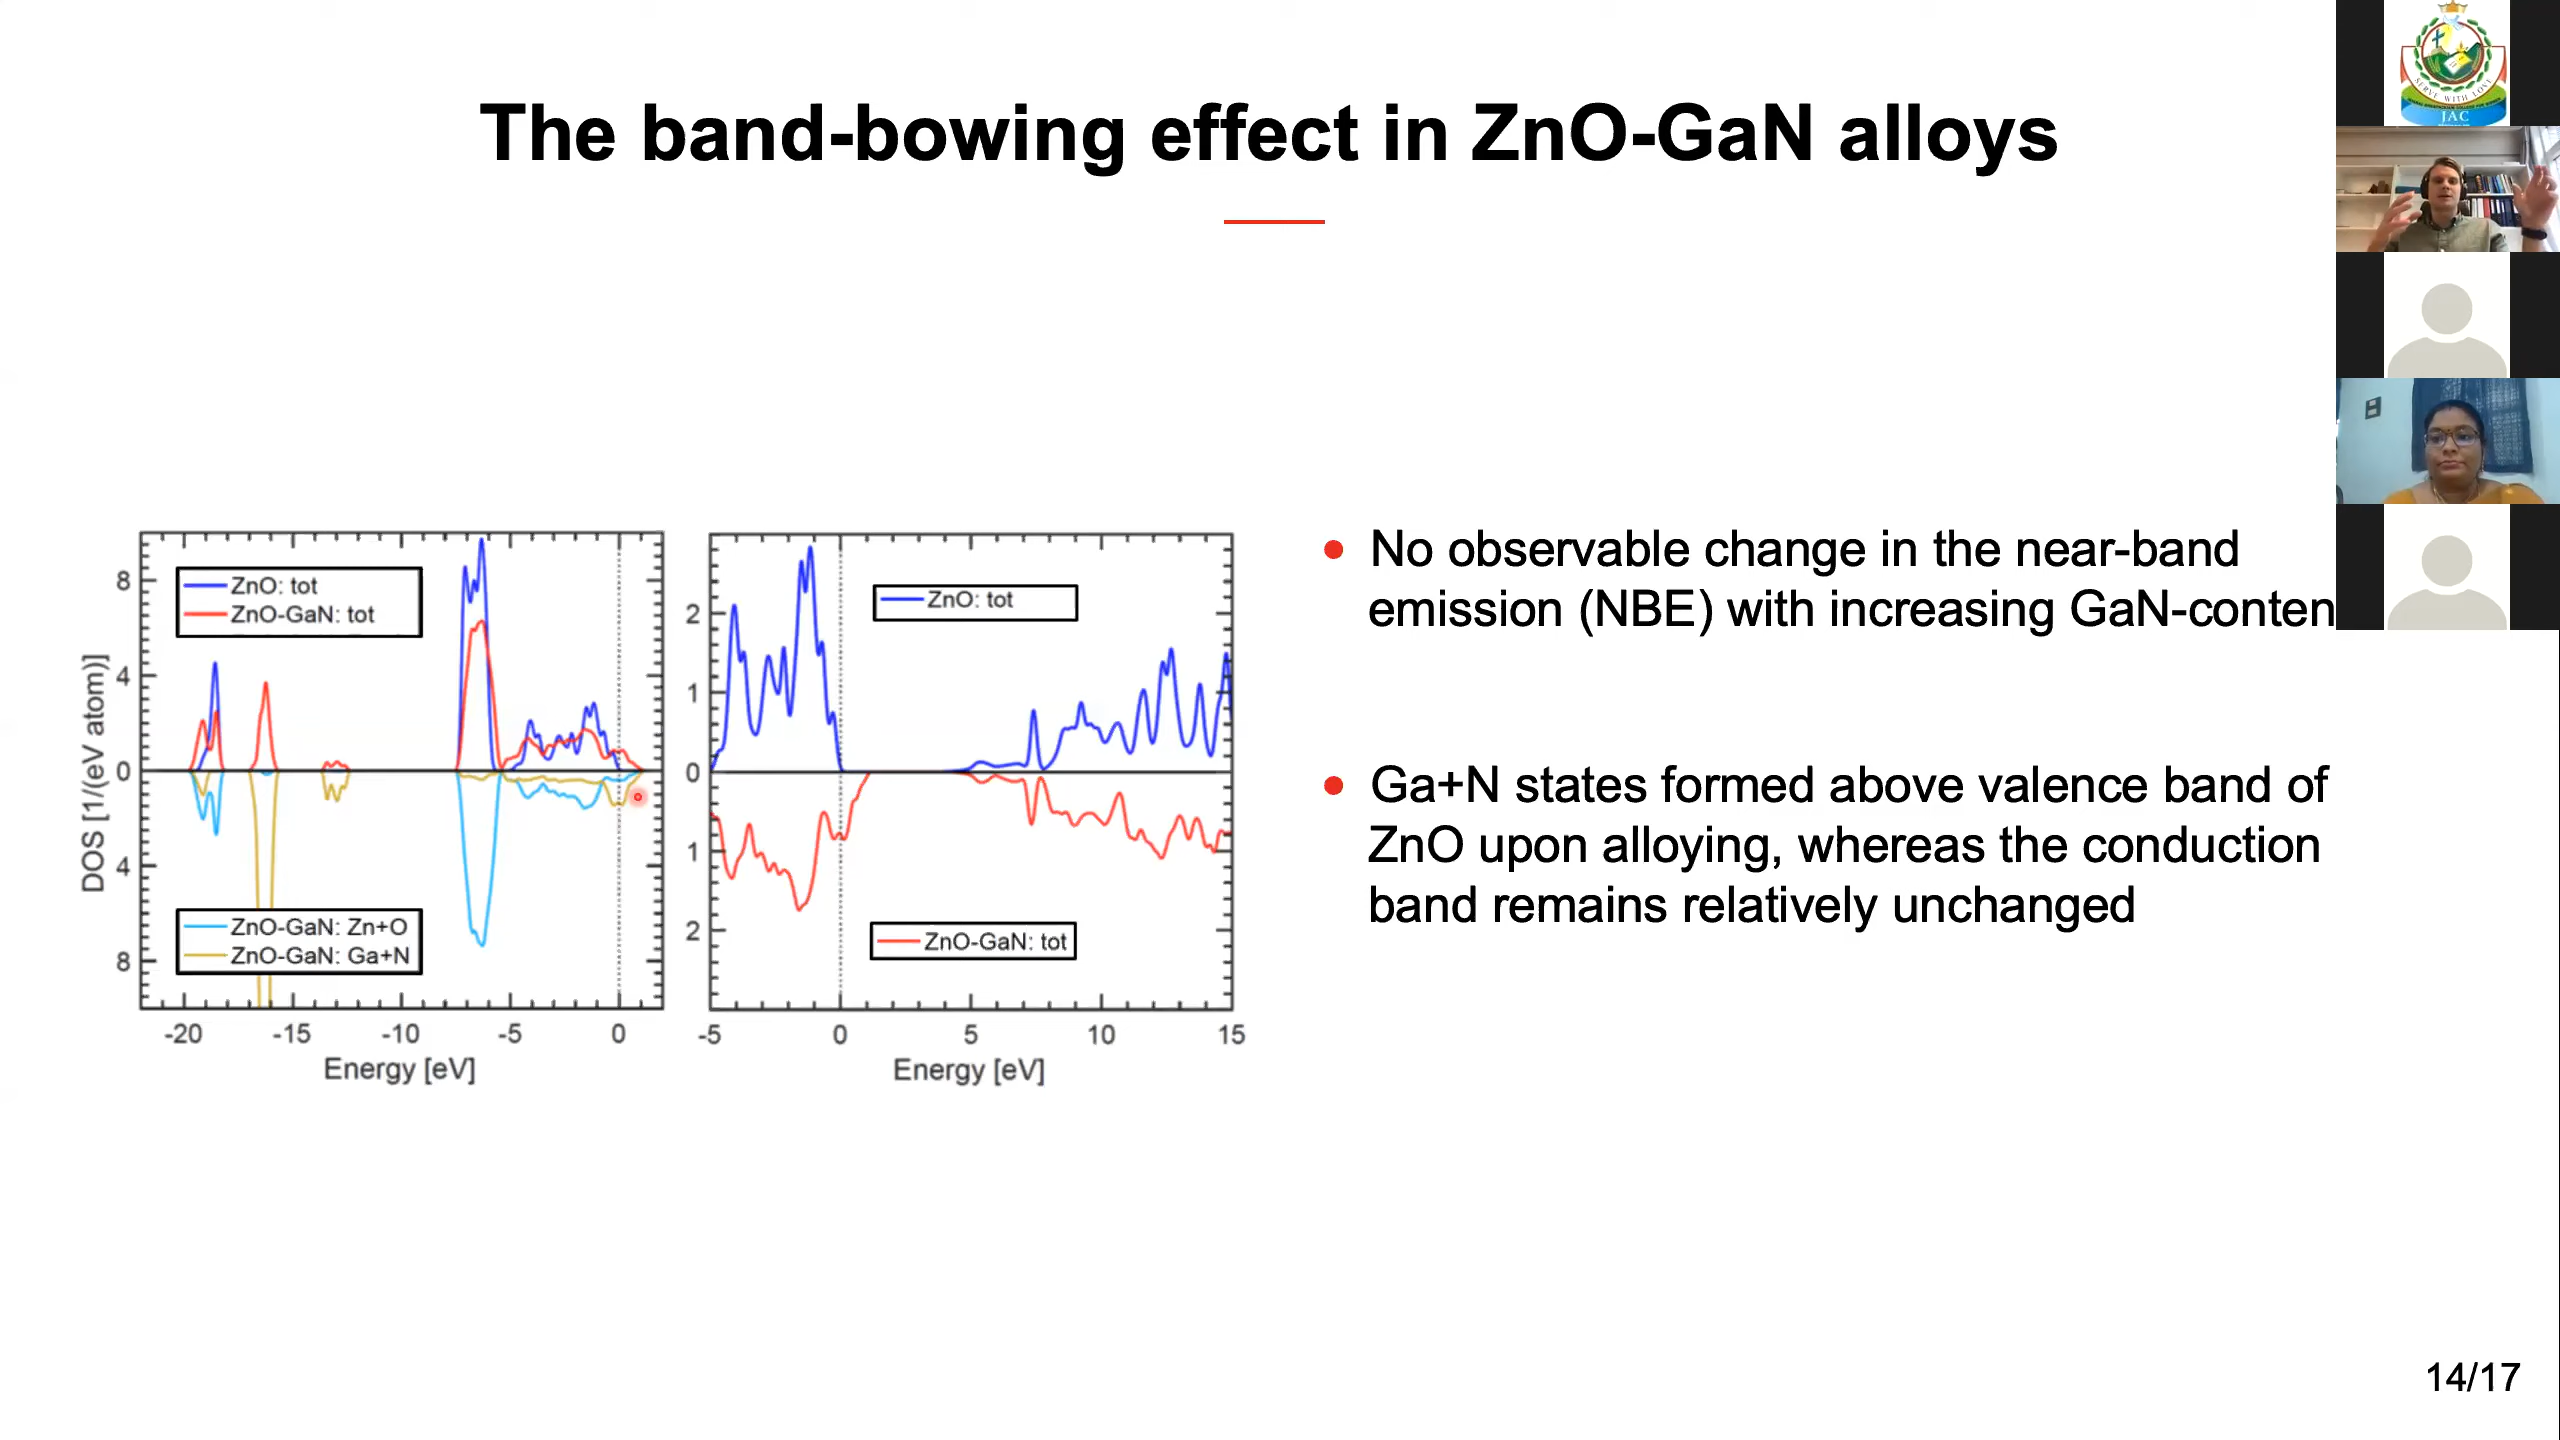 The band-bowing effect in ZnO-GaN alloys
ZnO: tot
ZnO-GaN: tot
ZnO-GaN: Zn+O
ZnO-GaN: Ga+N
DOS [1/(eV atom)]
8
4
0
4
8
-20 -15 -10 -5 0
Energy [eV]
ZnO: tot
ZnO-GaN: tot
2
1
0
1
2
-5 0 5 10 15
Energy [eV]
No observable change in the near-band
emission (NBE) with increasing GaN-conten
Ga+N states formed above valence band of
ZnO upon alloying, whereas the conduction
band remains relatively unchanged
14/17
SERVE WITH LOVE
JAC